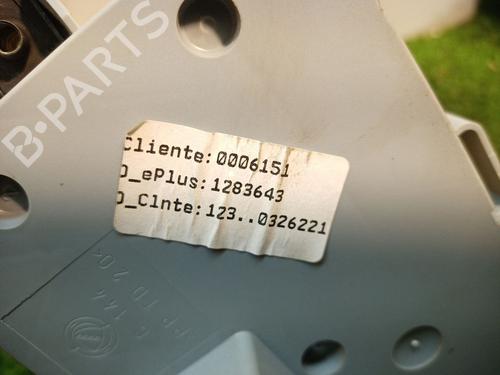 B-PARTS
Cliente:0006151
D_ePlus:1283643
D_Clnte:123..0326221